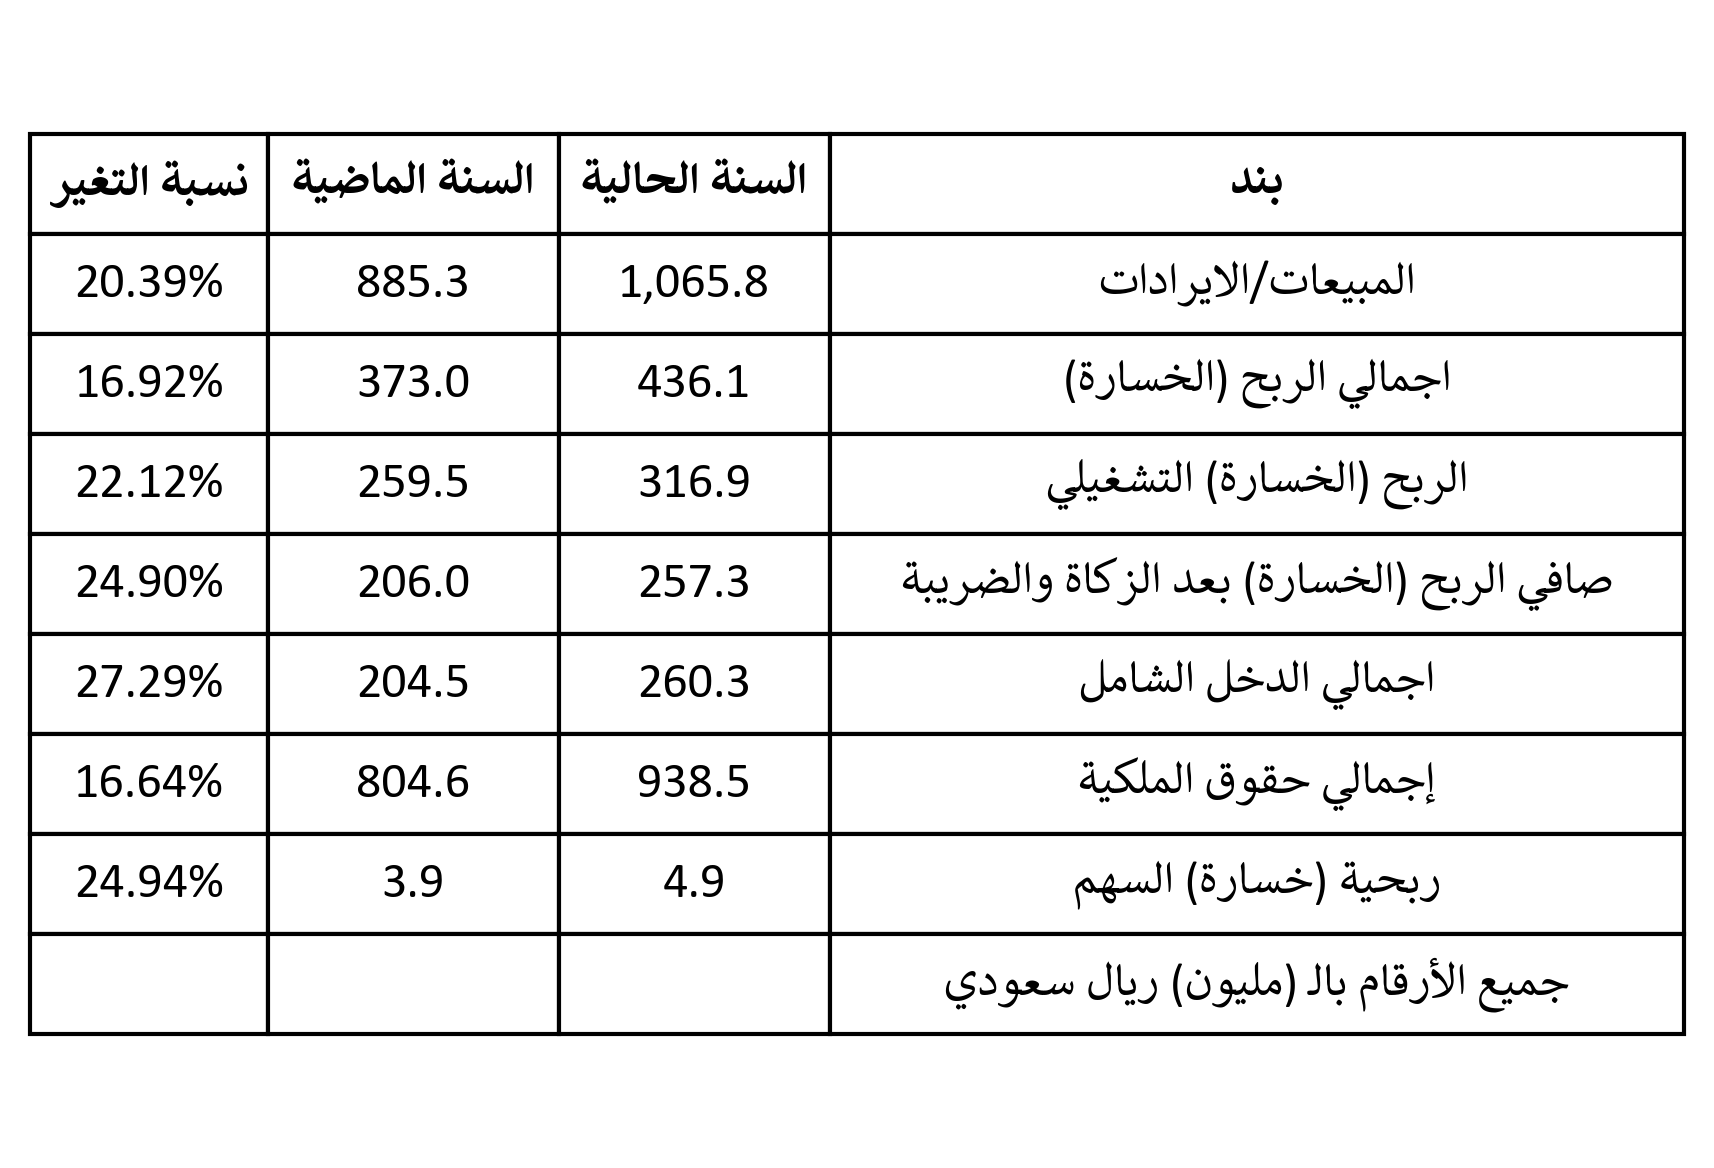 بند السنة الحالية السنة الماضية نسبة التغير
المبيعات/الايرادات 1,065.8 885.3 20.39%
اجمالي الربح (الخسارة) 436.1 373.0 16.92%
الربح (الخسارة) التشغيلي 316.9 259.5 22.12%
صافي الربح (الخسارة) بعد الزكاة والضريبة 257.3 206.0 24.90%
اجمالي الدخل الشامل 260.3 204.5 27.29%
إجمالي حقوق الملكية 938.5 804.6 16.64%
ربحية (خسارة) السهم 4.9 3.9 24.94%
جميع الأرقام بالـ (مليون) ريال سعودي